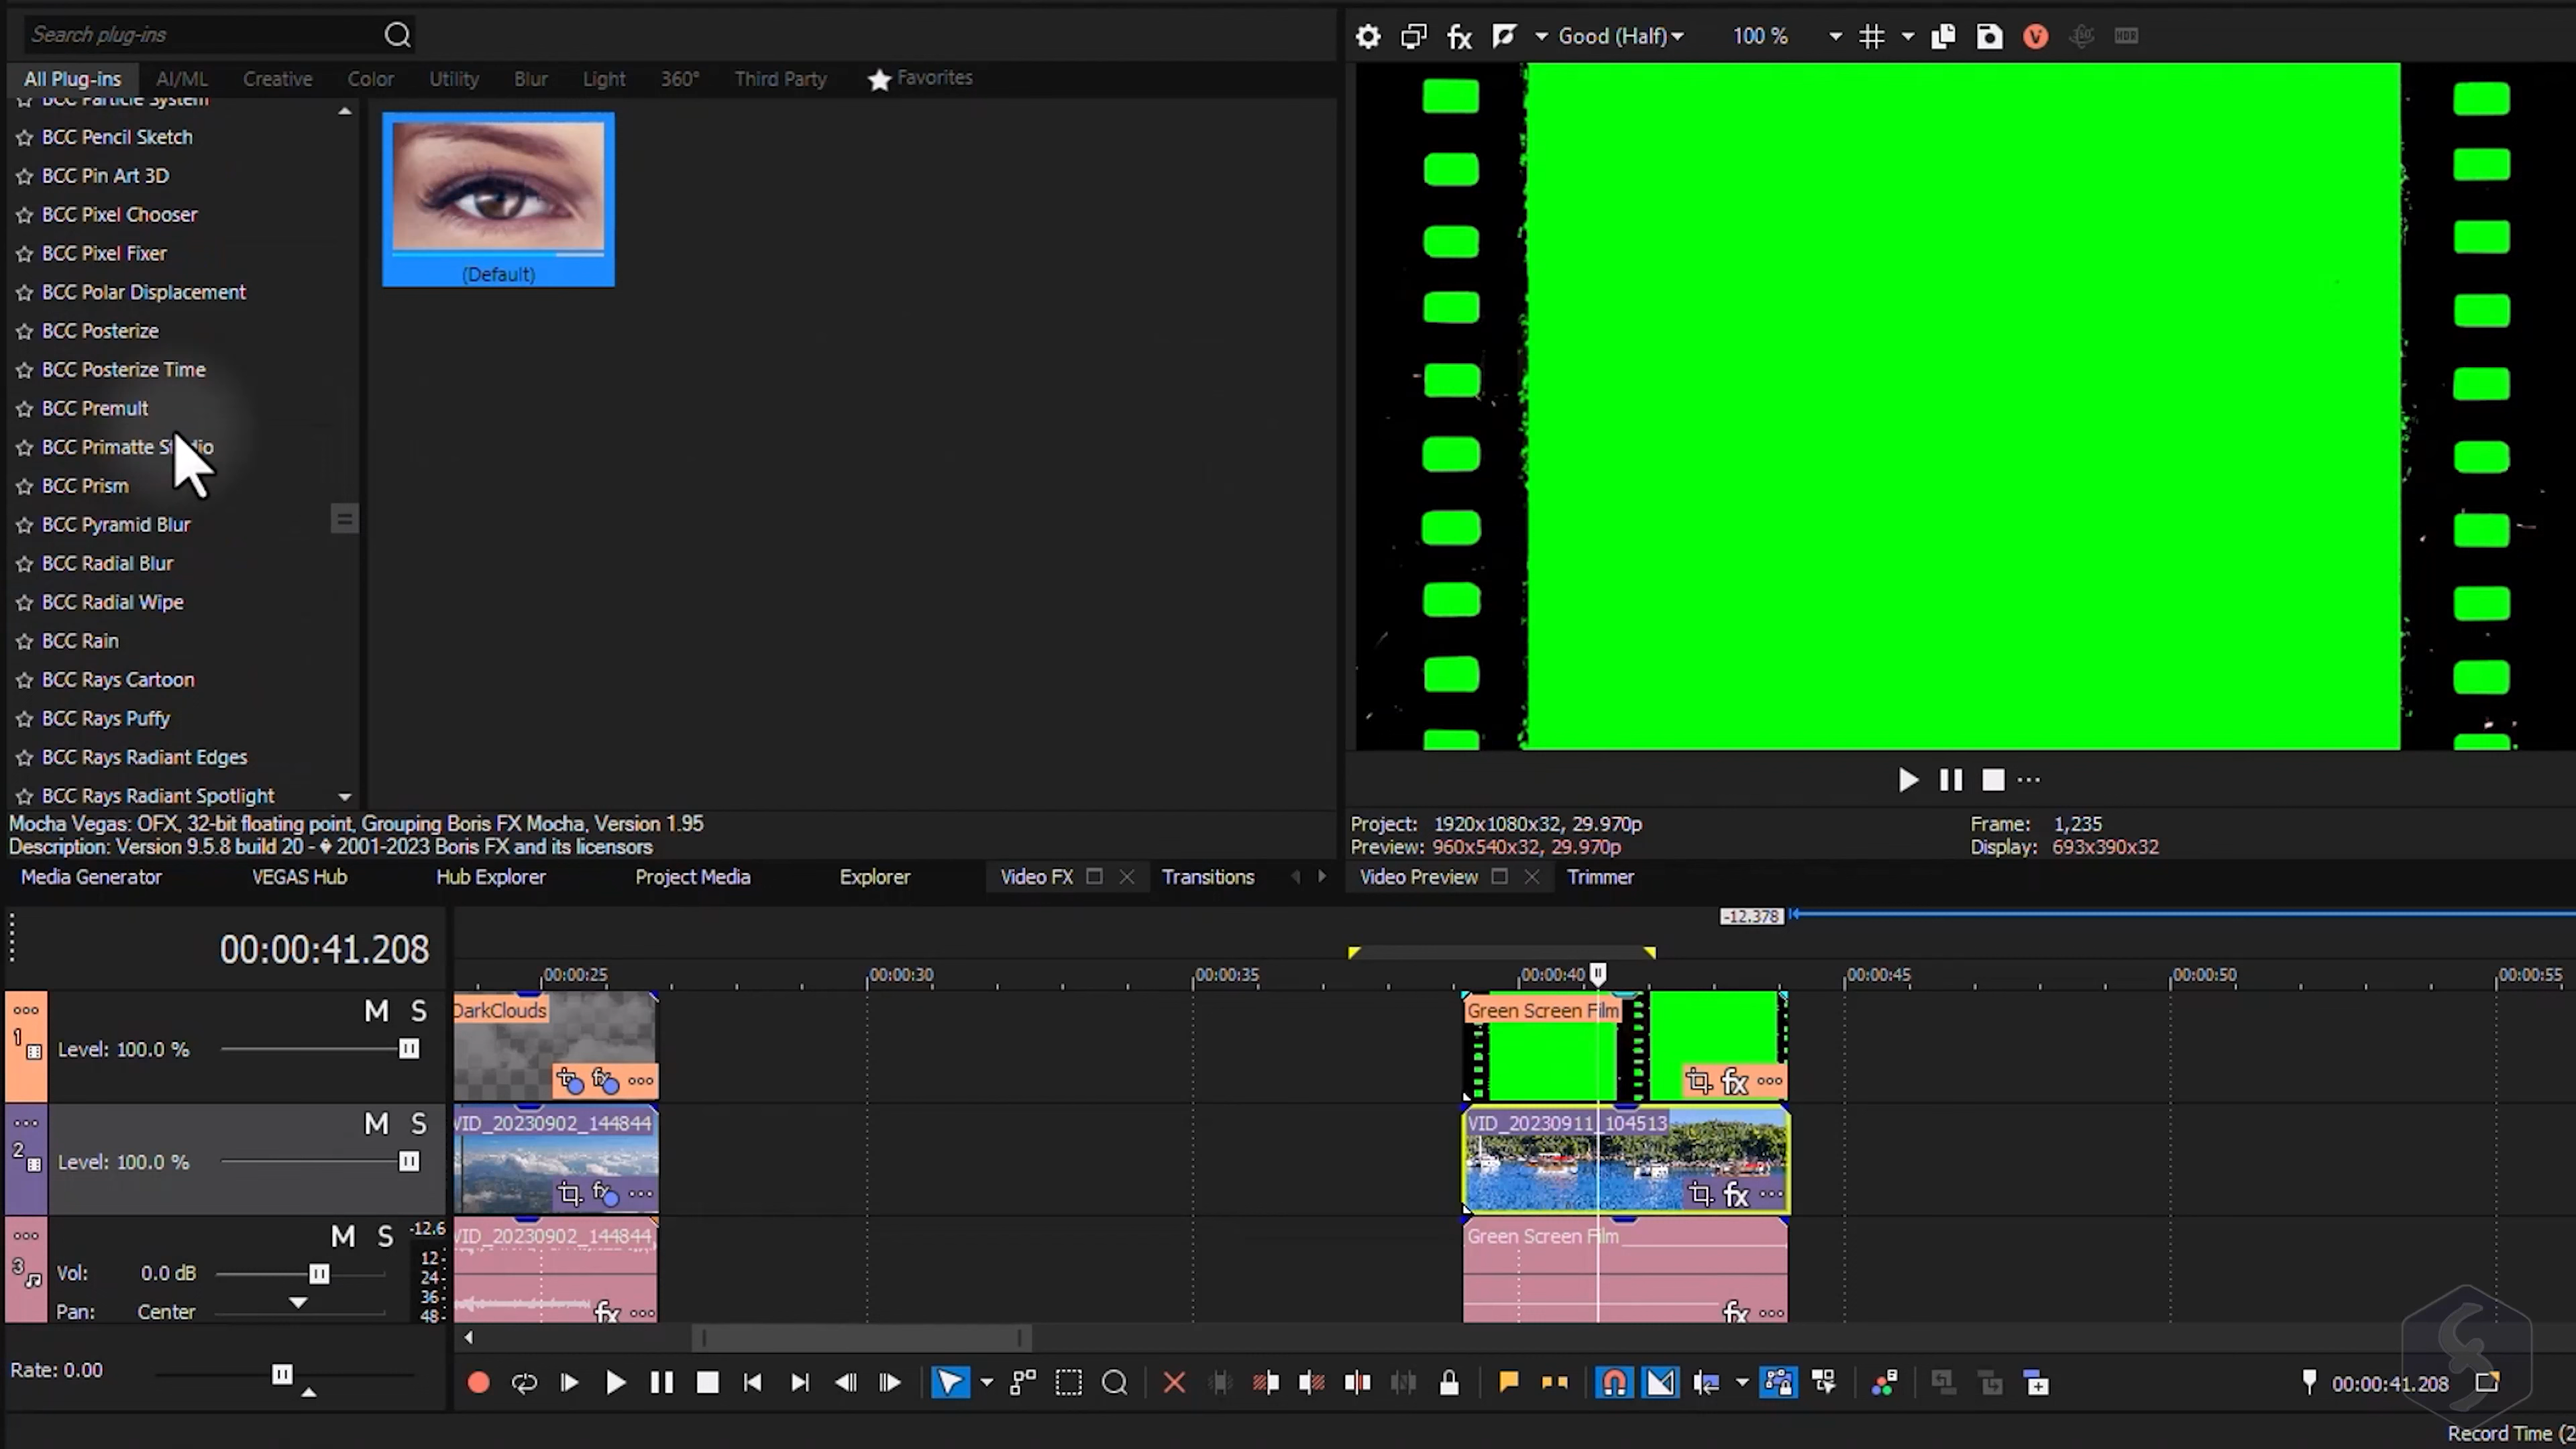 Search plug-ins
All Plug-ins AI/ML Creative Color Utility Blur Light 360° Third Party Favorites
BCC Particle System
BCC Pencil Sketch
BCC Pin Art 3D
BCC Pixel Chooser
BCC Pixel Fixer
BCC Polar Displacement
BCC Posterize
BCC Posterize Time
BCC Premult
BCC Primatte Studio
BCC Prism
BCC Pyramid Blur
BCC Radial Blur
BCC Radial Wipe
BCC Rain
BCC Rays Cartoon
BCC Rays Puffy
BCC Rays Radiant Edges
BCC Rays Radiant Spotlight
(Default)
Mocha Vegas: OFX, 32-bit floating point, Grouping Boris FX Mocha, Version 1.95
Description: Version 9.5.8 build 20 - � 2001-2023 Boris FX and its licensors
Media Generator VEGAS Hub Hub Explorer Project Media Explorer Video FX Transitions
fx Good (Half) 100 % V HDR
Project: 1920x1080x32, 29.970p Frame: 1,235
Preview: 960x540x32, 29.970p Display: 693x390x32
Video Preview Trimmer
-12.378
00:00:41.208
00:00:25 00:00:30 00:00:35 00:00:40 00:00:45 00:00:50 00:00:55
1 M S
Level: 100.0 %
DarkClouds fx
Green Screen Film fx
2 M S
Level: 100.0 %
VID_20230902_144844 fx
VID_20230911_104513 fx
3 M S -12.6
Vol: 0.0 dB
Pan: Center
12-
24-
36-
48-
VID_20230902_144844 fx
Green Screen Film fx
Rate: 0.00
00:00:41.208
Record Time (2